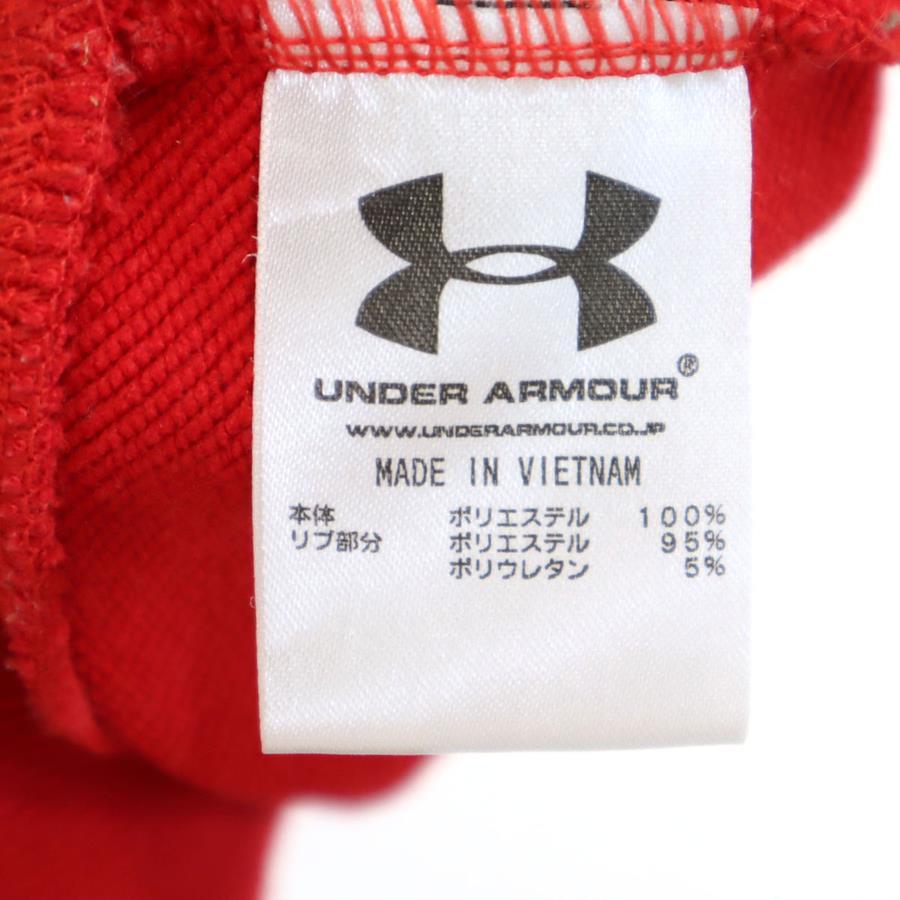 UNDER ARMOUR®
WWW.UNDERARMOUR.CO.JP
MADE IN VIETNAM
本体 ポリエステル 100%
リブ部分 ポリエステル 95%
ポリウレタン 5%